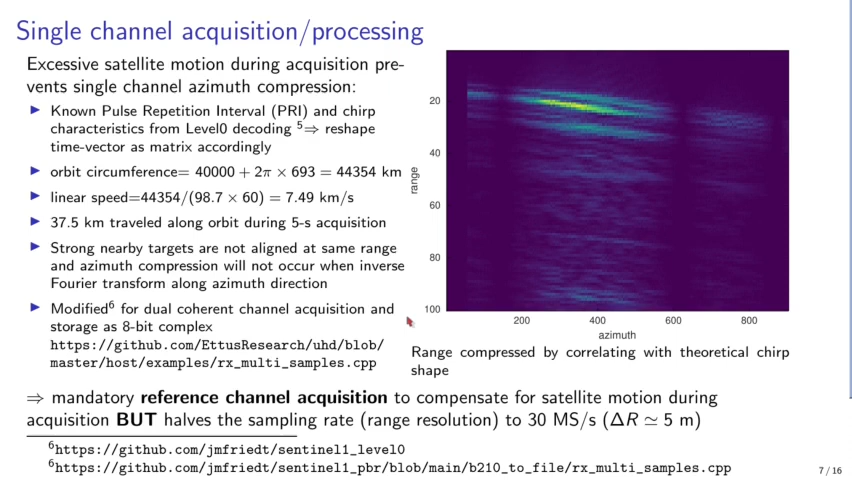 Single channel acquisition/processing
Excessive satellite motion during acquisition pre-
vents single channel azimuth compression:
Known Pulse Repetition Interval (PRI) and chirp
characteristics from Level0 decoding ⁵⇒ reshape
time-vector as matrix accordingly
orbit circumference= 40000 + 2π × 693 = 44354 km
linear speed=44354/(98.7 × 60) = 7.49 km/s
37.5 km traveled along orbit during 5-s acquisition
Strong nearby targets are not aligned at same range
and azimuth compression will not occur when inverse
Fourier transform along azimuth direction
Modified⁶ for dual coherent channel acquisition and
storage as 8-bit complex
https://github.com/EttusResearch/uhd/blob/
master/host/examples/rx_multi_samples.cpp
20
40
60
80
100
range
200
400
600
800
azimuth
Range compressed by correlating with theoretical chirp
shape
⇒ mandatory reference channel acquisition to compensate for satellite motion during
acquisition BUT halves the sampling rate (range resolution) to 30 MS/s (ΔR ≃ 5 m)
⁶https://github.com/jmfriedt/sentinel1_level0
⁶https://github.com/jmfriedt/sentinel1_pbr/blob/main/b210_to_file/rx_multi_samples.cpp
7 / 16